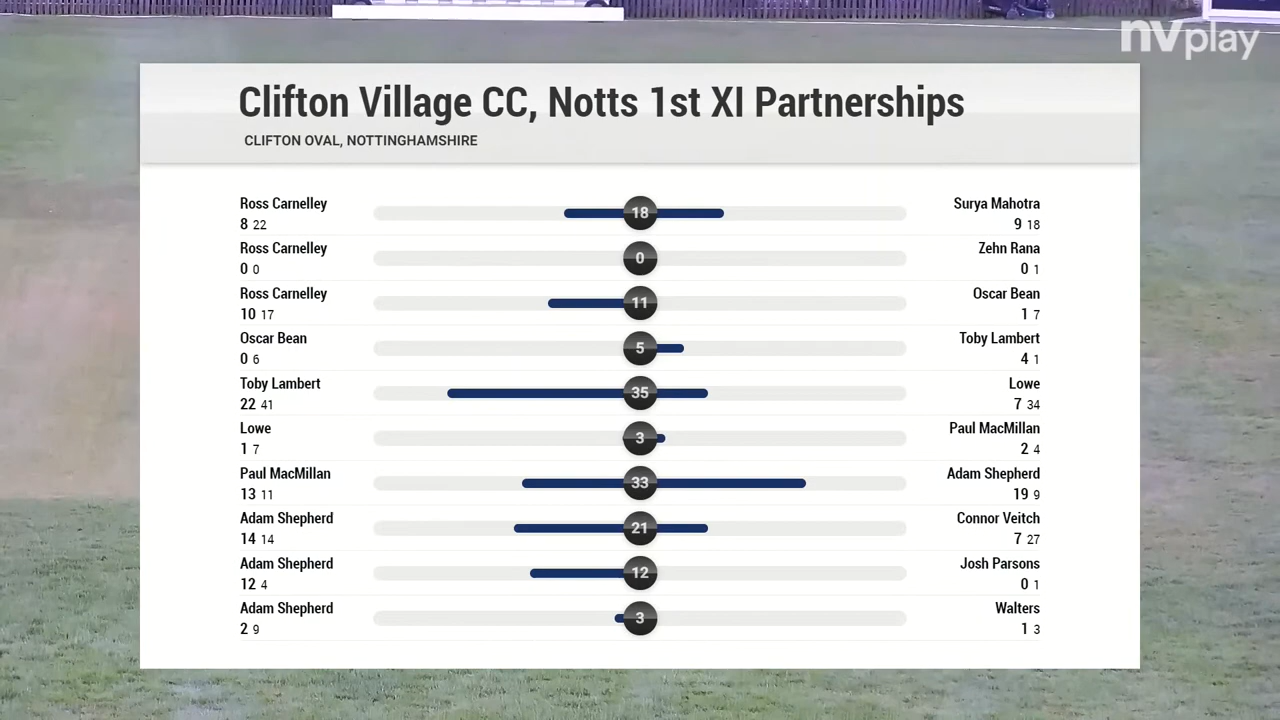 nvplay
Clifton Village CC, Notts 1st XI Partnerships
CLIFTON OVAL, NOTTINGHAMSHIRE
Ross Carnelley 18 Surya Mahotra
8 22 9 18
Ross Carnelley 0 Zehn Rana
0 0 0 1
Ross Carnelley 11 Oscar Bean
10 17 1 7
Oscar Bean 5 Toby Lambert
0 6 4 1
Toby Lambert 35 Lowe
22 41 7 34
Lowe 3 Paul MacMillan
1 7 2 4
Paul MacMillan 33 Adam Shepherd
13 11 19 9
Adam Shepherd 21 Connor Veitch
14 14 7 27
Adam Shepherd 12 Josh Parsons
12 4 0 1
Adam Shepherd 3 Walters
2 9 1 3